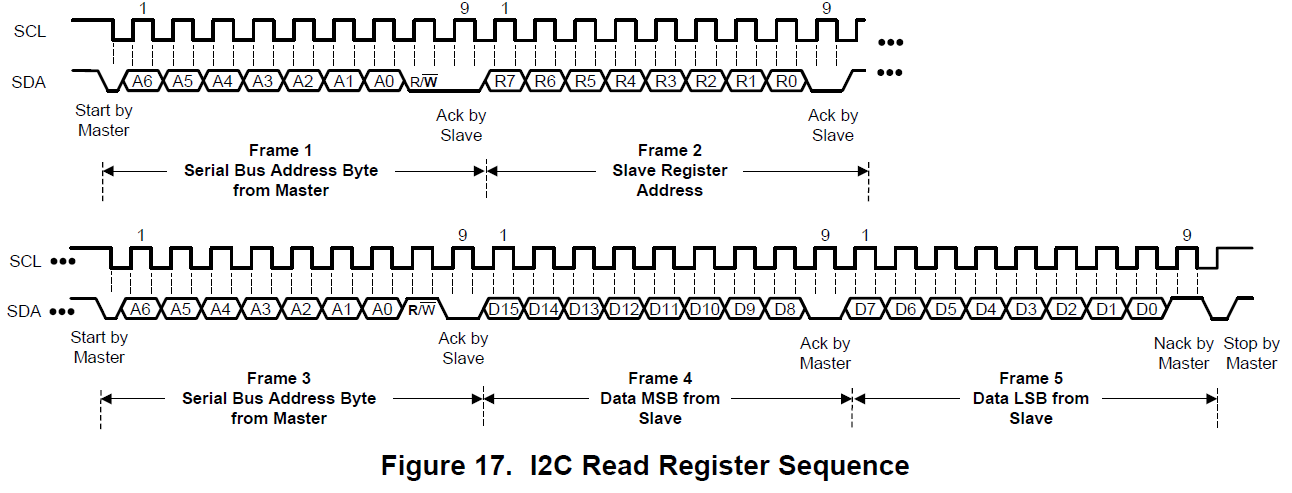 1 9 1 9
SCL •••
SDA A6 A5 A4 A3 A2 A1 A0 R/W̅ R7 R6 R5 R4 R3 R2 R1 R0 •••
Start by
Master
Ack by
Slave
Ack by
Slave
Frame 1
Serial Bus Address Byte
from Master
Frame 2
Slave Register
Address
1 9 1 9 1 9
SCL •••
SDA ••• A6 A5 A4 A3 A2 A1 A0 R/W̅ D15 D14 D13 D12 D11 D10 D9 D8 D7 D6 D5 D4 D3 D2 D1 D0
Start by
Master
Ack by
Slave
Ack by
Master
Nack by
Master
Stop by
Master
Frame 3
Serial Bus Address Byte
from Master
Frame 4
Data MSB from
Slave
Frame 5
Data LSB from
Slave
Figure 17. I2C Read Register Sequence